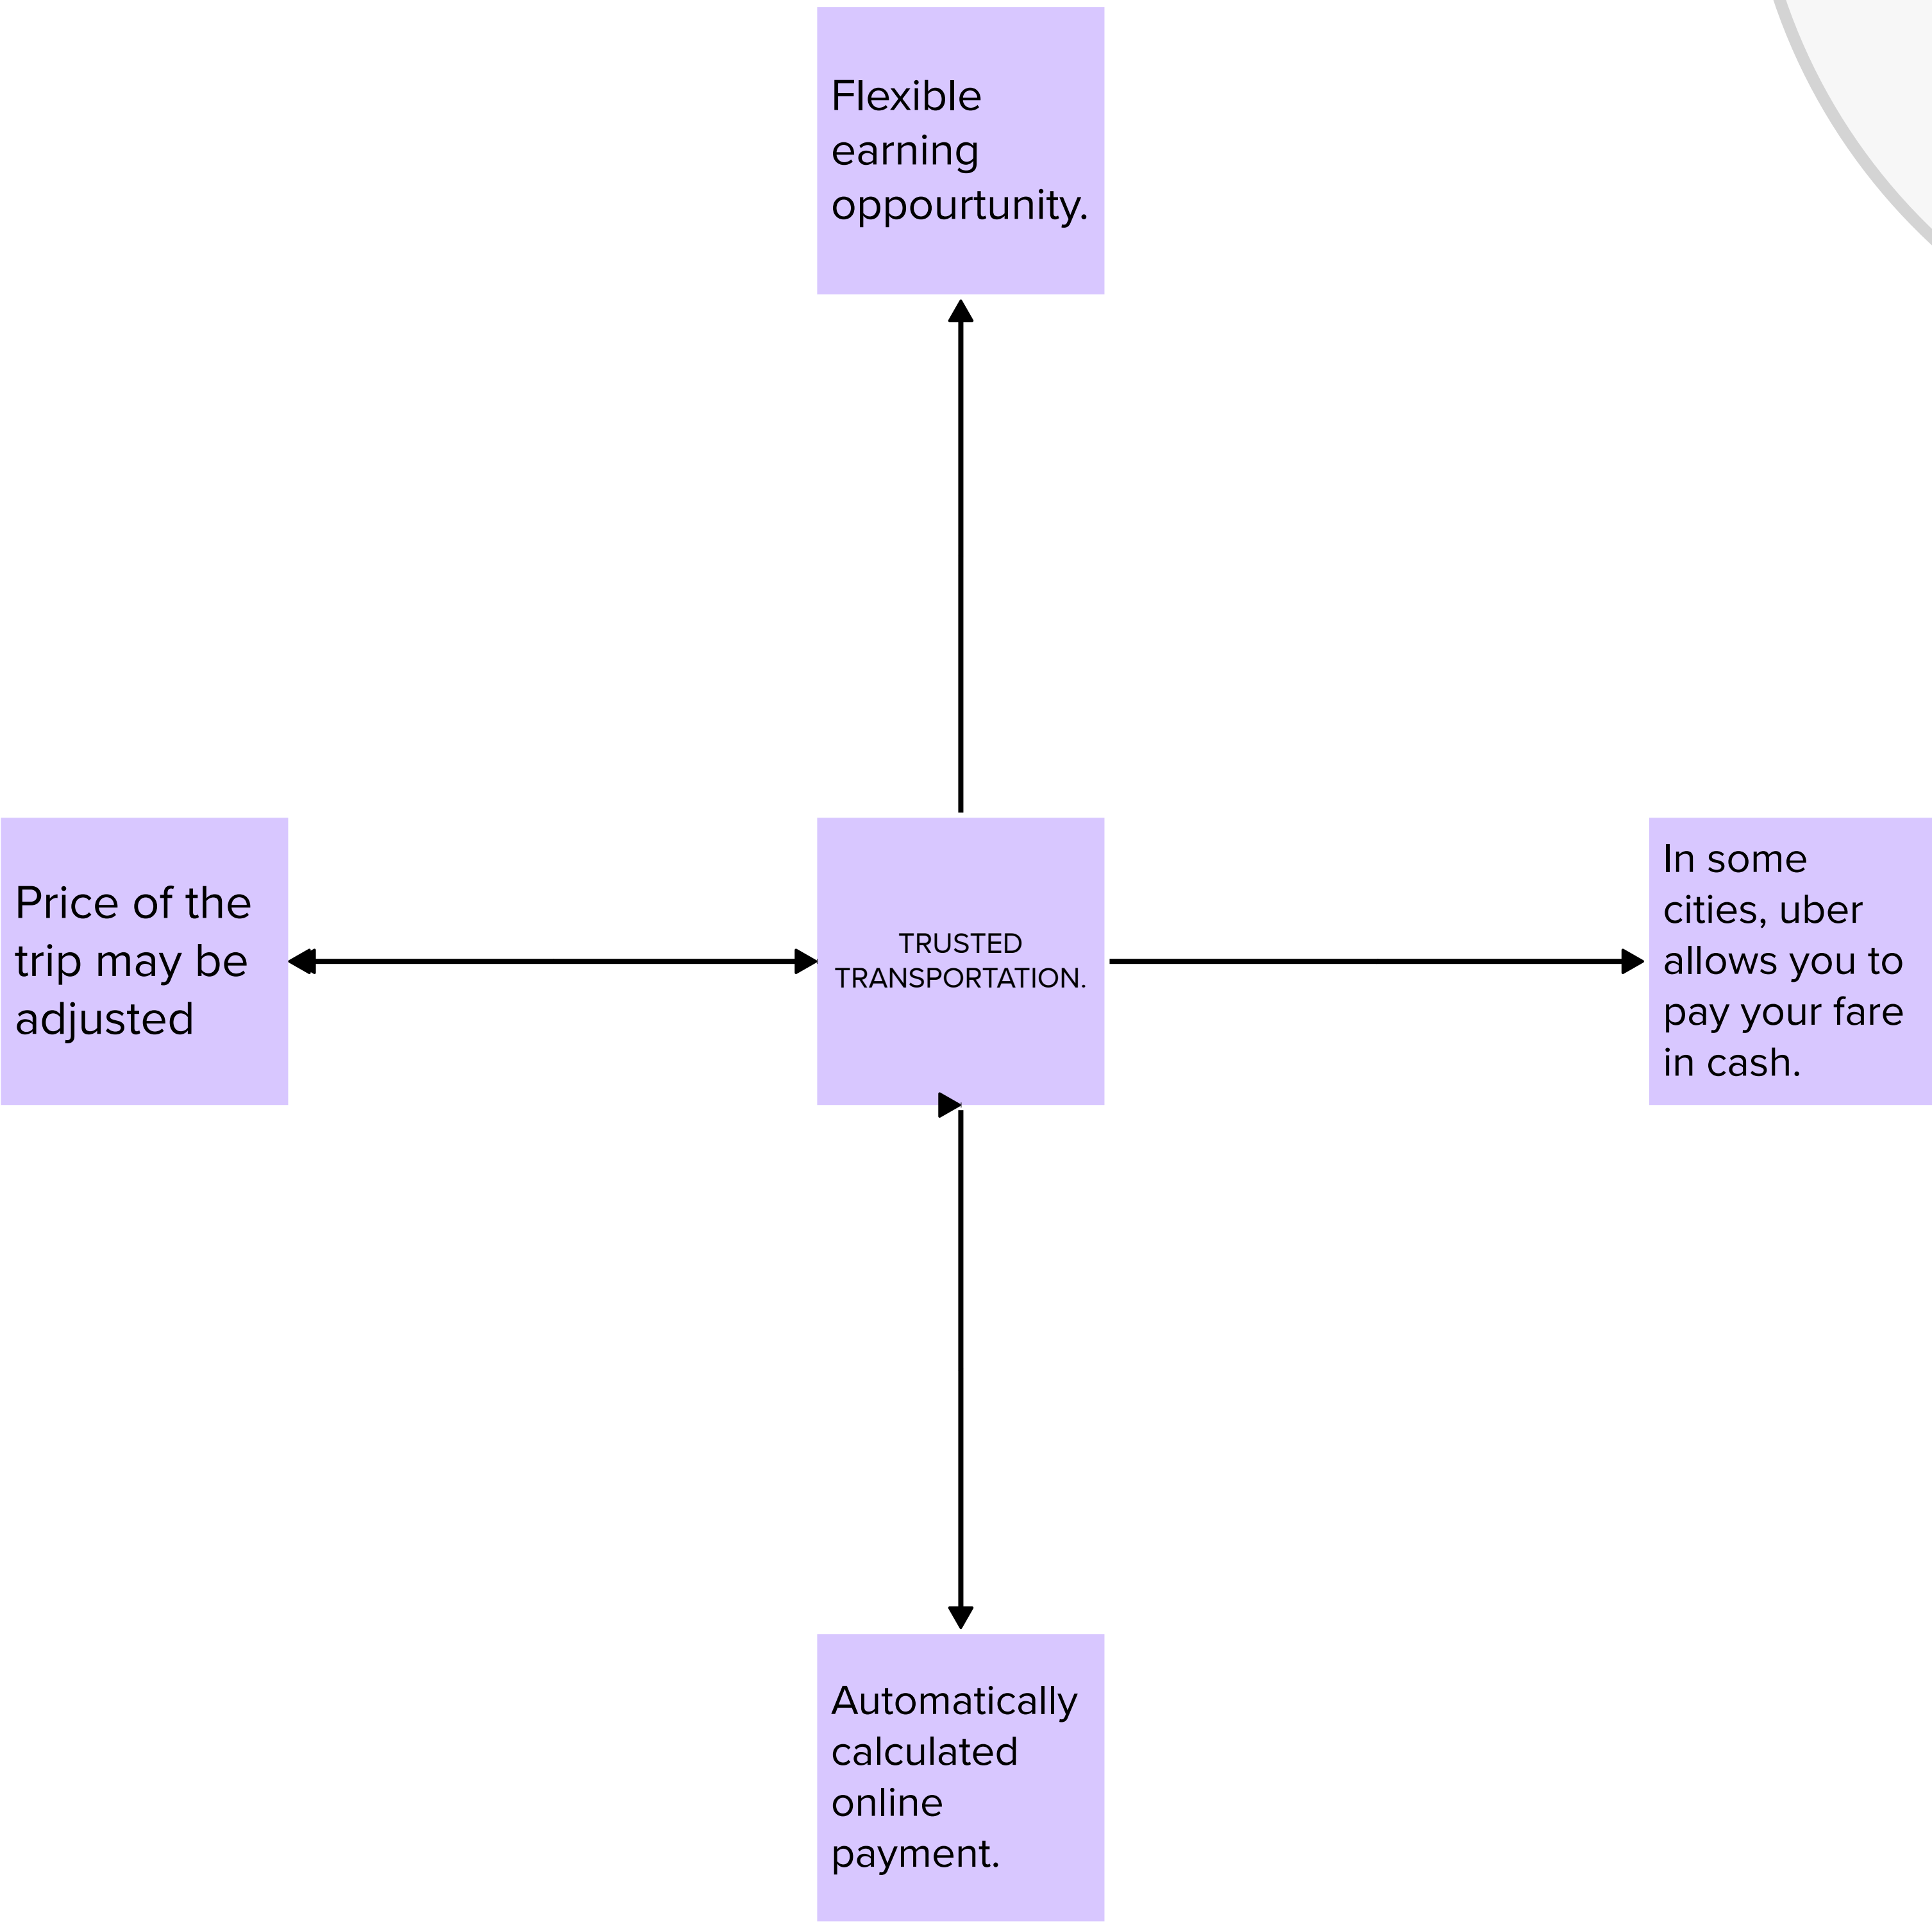 Flexible
earning
oppourtunity.
Price of the
trip may be
adjusted
TRUSTED
TRANSPORTATION.
In some
cities, uber
allows you to
pay your fare
in cash.
Automatically
calculated
online
payment.